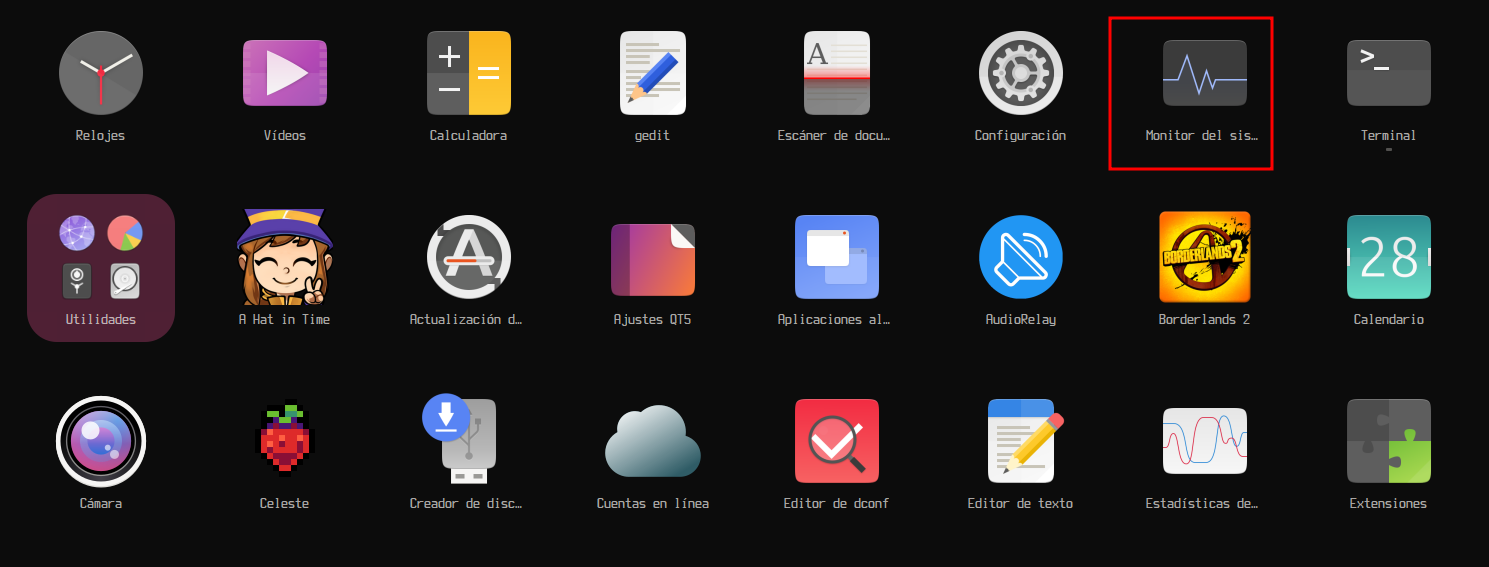 A
>_
Relojes
Vídeos
Calculadora
gedit
Escáner de docu…
Configuración
Monitor del sis…
Terminal
BORDERLANDS 2
28
Utilidades
A Hat in Time
Actualización d…
Ajustes QT5
Aplicaciones al…
AudioRelay
Borderlands 2
Calendario
Cámara
Celeste
Creador de disc…
Cuentas en línea
Editor de dconf
Editor de texto
Estadísticas de…
Extensiones